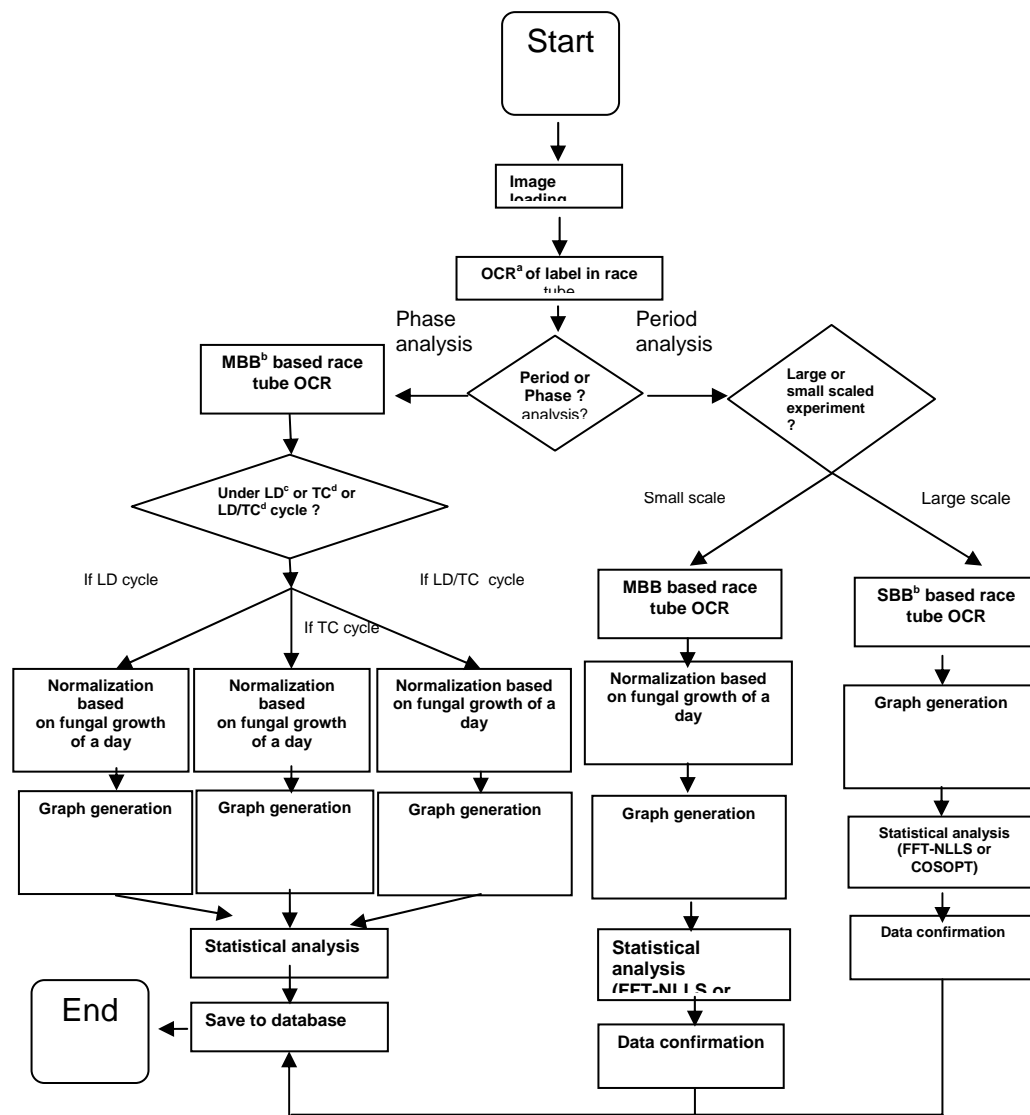 Start
Image
loading
OCRᵃ of label in race
tube
Phase
analysis
Period
analysis
MBBᵇ based race
tube OCR
Period or
Phase ?
analysis?
Large or
small scaled
experiment
?
Under LDᶜ or TCᵈ or
LD/TCᵈ cycle ?
Small scale
Large scale
If LD cycle
If TC cycle
If LD/TC cycle
MBB based race
tube OCR
SBBᵇ based race
tube OCR
Normalization
based
on fungal growth
of a day
Normalization
based
on fungal growth
of a day
Normalization based
on fungal growth of a
day
Normalization based
on fungal growth of a
day
Graph generation
Graph generation
Graph generation
Graph generation
Graph generation
Statistical analysis
(FFT-NLLS or
COSOPT)
Statistical analysis
Statistical
analysis
(FFT-NLLS or
Data confirmation
End
Save to database
Data confirmation